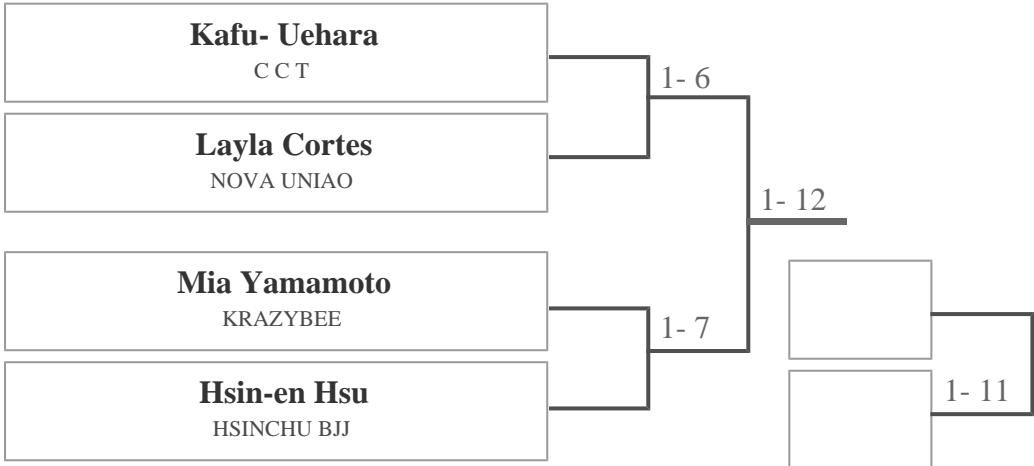 Kafu- Uehara
C C T
1- 6
Layla Cortes
NOVA UNIAO
1- 12
Mia Yamamoto
KRAZYBEE
1- 7
Hsin-en Hsu
HSINCHU BJJ
1- 11